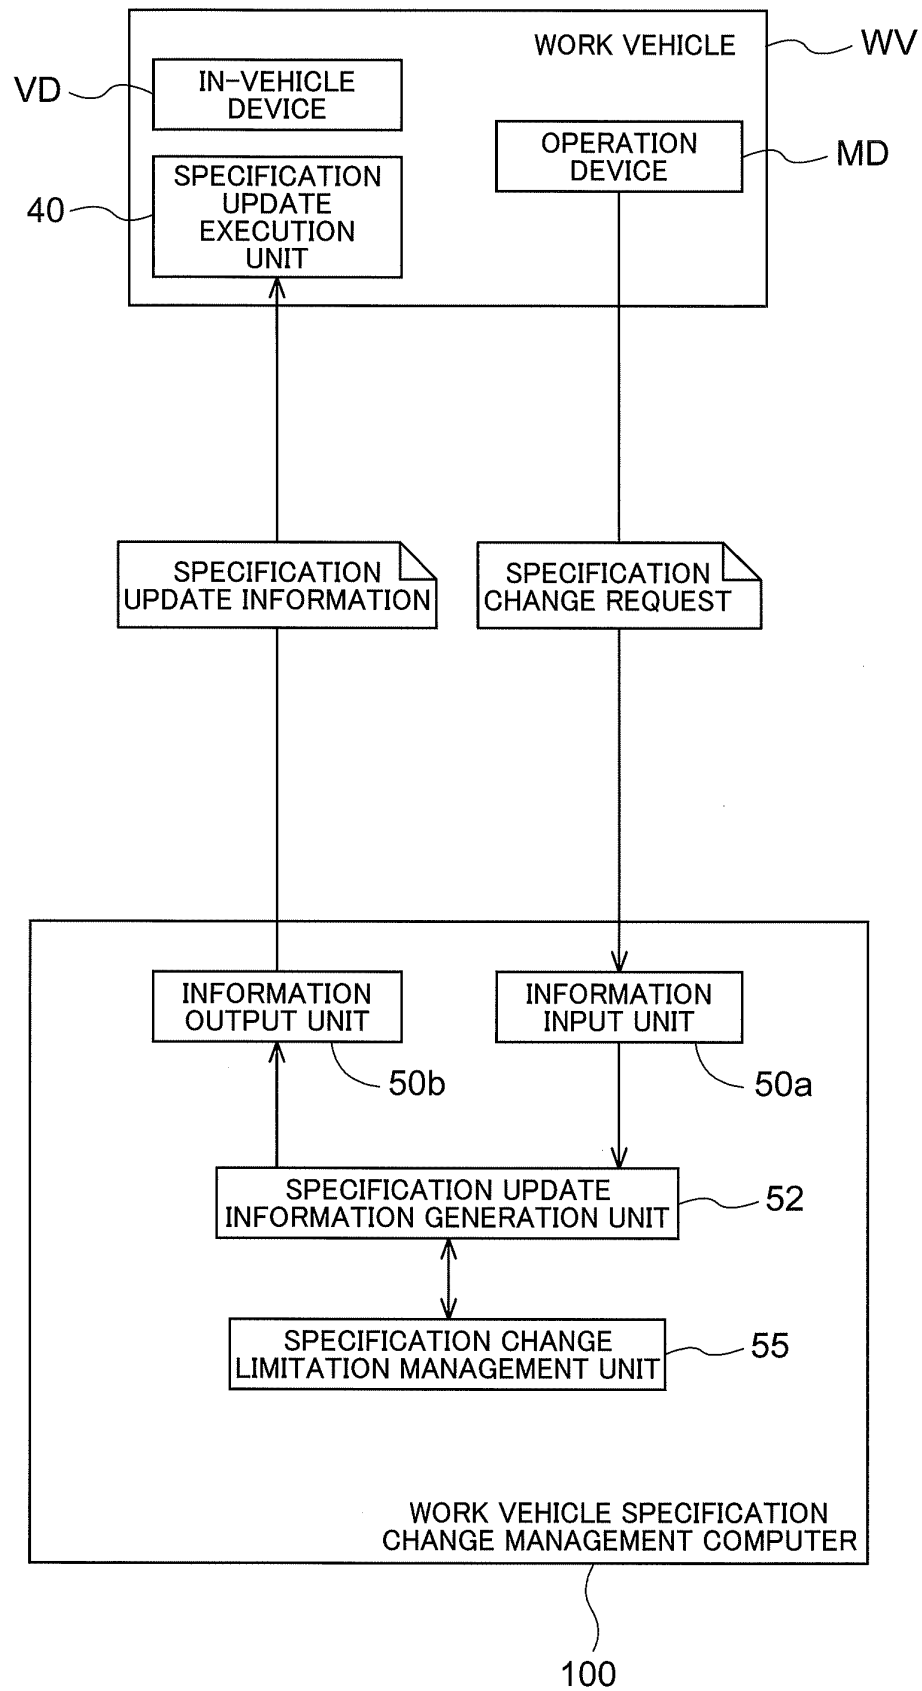 WORK VEHICLE
WV
VD
IN-VEHICLE
DEVICE
OPERATION
DEVICE
MD
40
SPECIFICATION
UPDATE
EXECUTION
UNIT
SPECIFICATION
UPDATE INFORMATION
SPECIFICATION
CHANGE REQUEST
INFORMATION
OUTPUT UNIT
50b
INFORMATION
INPUT UNIT
50a
SPECIFICATION UPDATE
INFORMATION GENERATION UNIT
52
SPECIFICATION CHANGE
LIMITATION MANAGEMENT UNIT
55
WORK VEHICLE SPECIFICATION
CHANGE MANAGEMENT COMPUTER
100